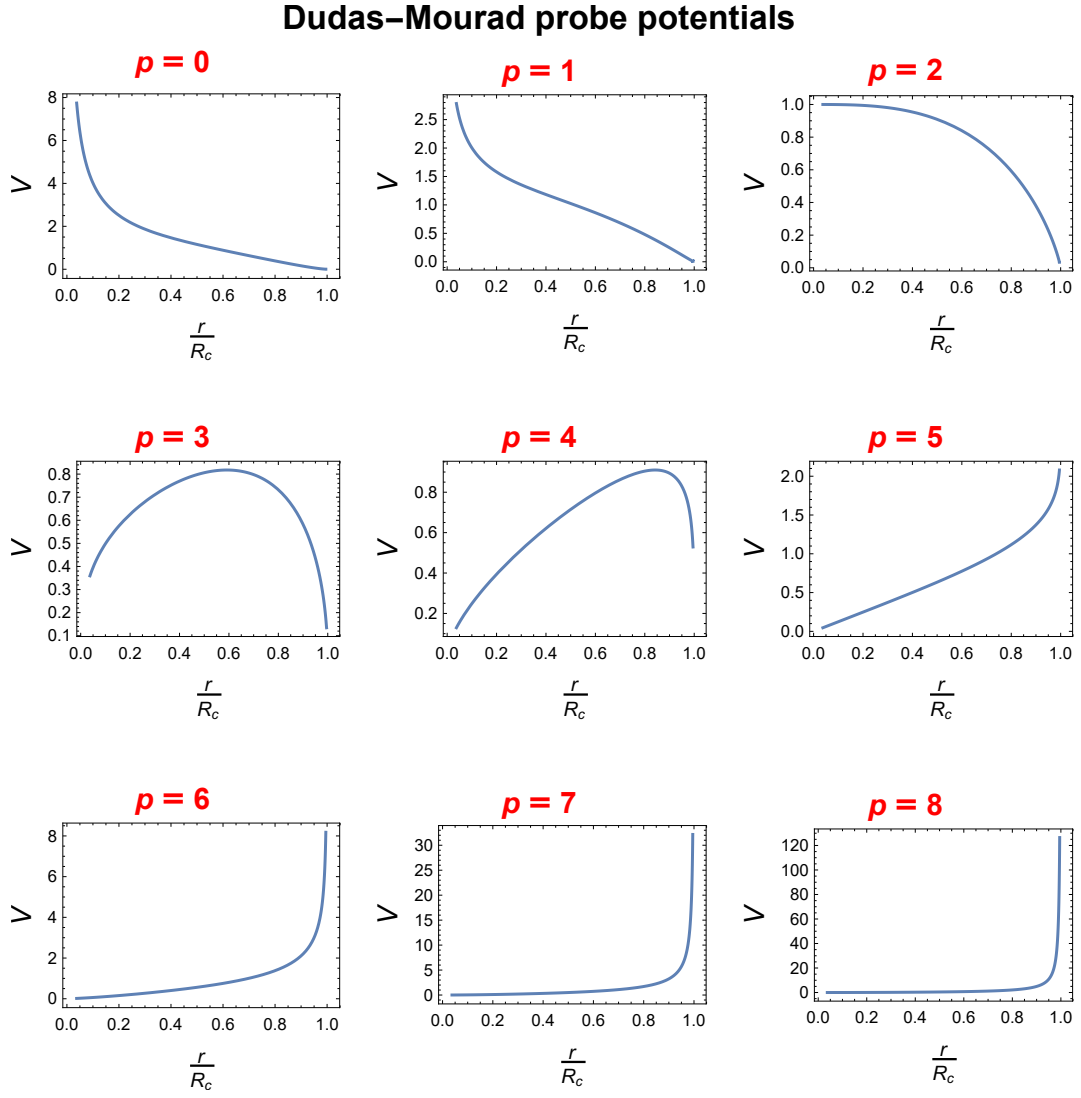 Dudas–Mourad probe potentials
p = 0
p = 1
p = 2
V
8
6
4
2
0
0.0 0.2 0.4 0.6 0.8 1.0
r
R_c
V
2.5
2.0
1.5
1.0
0.5
0.0
0.0 0.2 0.4 0.6 0.8 1.0
r
R_c
V
1.0
0.8
0.6
0.4
0.2
0.0
0.0 0.2 0.4 0.6 0.8 1.0
r
R_c
p = 3
p = 4
p = 5
V
0.8
0.7
0.6
0.5
0.4
0.3
0.2
0.1
0.0 0.2 0.4 0.6 0.8 1.0
r
R_c
V
0.8
0.6
0.4
0.2
0.0 0.2 0.4 0.6 0.8 1.0
r
R_c
V
2.0
1.5
1.0
0.5
0.0
0.0 0.2 0.4 0.6 0.8 1.0
r
R_c
p = 6
p = 7
p = 8
V
8
6
4
2
0
0.0 0.2 0.4 0.6 0.8 1.0
r
R_c
V
30
25
20
15
10
5
0
0.0 0.2 0.4 0.6 0.8 1.0
r
R_c
V
120
100
80
60
40
20
0
0.0 0.2 0.4 0.6 0.8 1.0
r
R_c